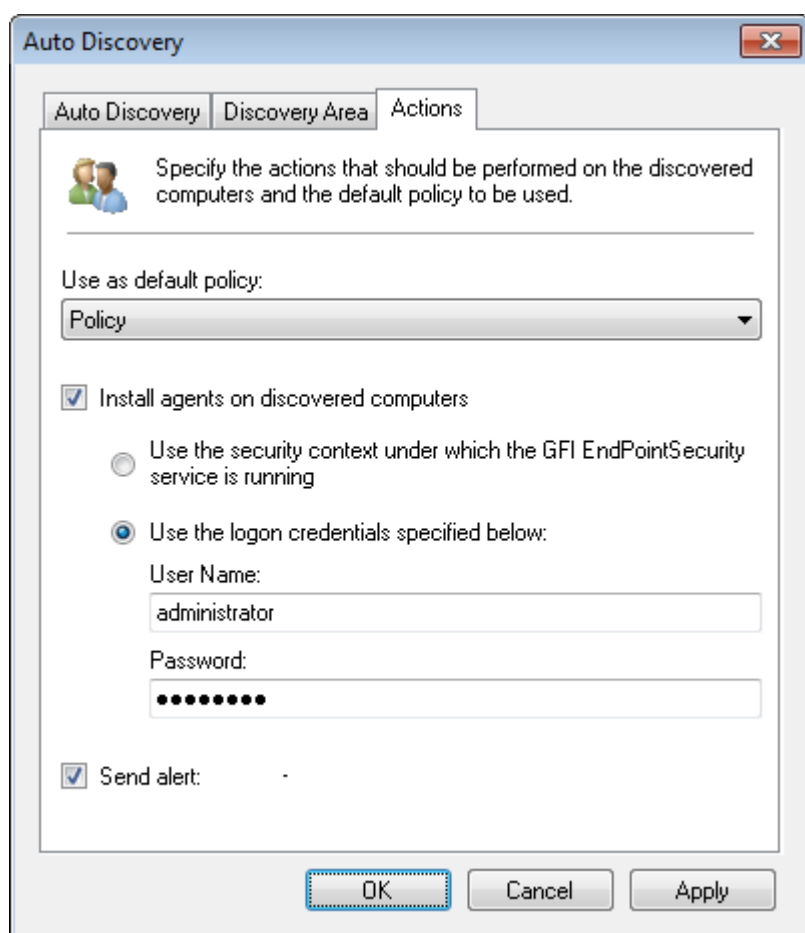 Auto Discovery
Auto Discovery
Discovery Area
Actions
Specify the actions that should be performed on the discovered
computers and the default policy to be used.
Use as default policy:
Policy
Install agents on discovered computers
Use the security context under which the GFI EndPointSecurity
service is running
Use the logon credentials specified below:
User Name:
administrator
Password:
••••••••
Send alert: -
OK
Cancel
Apply